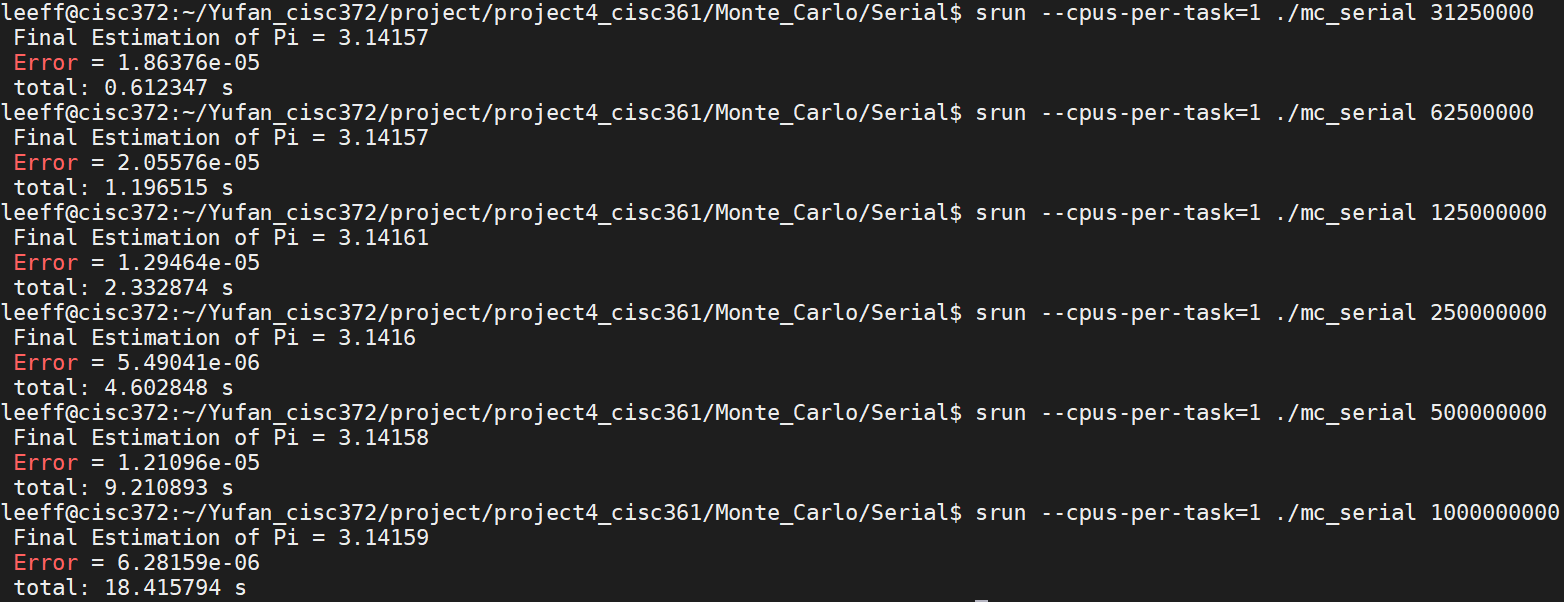 leeff@cisc372:~/Yufan_cisc372/project/project4_cisc361/Monte_Carlo/Serial$ srun --cpus-per-task=1 ./mc_serial 31250000
Final Estimation of Pi = 3.14157
Error = 1.86376e-05
total: 0.612347 s
leeff@cisc372:~/Yufan_cisc372/project/project4_cisc361/Monte_Carlo/Serial$ srun --cpus-per-task=1 ./mc_serial 62500000
Final Estimation of Pi = 3.14157
Error = 2.05576e-05
total: 1.196515 s
leeff@cisc372:~/Yufan_cisc372/project/project4_cisc361/Monte_Carlo/Serial$ srun --cpus-per-task=1 ./mc_serial 125000000
Final Estimation of Pi = 3.14161
Error = 1.29464e-05
total: 2.332874 s
leeff@cisc372:~/Yufan_cisc372/project/project4_cisc361/Monte_Carlo/Serial$ srun --cpus-per-task=1 ./mc_serial 250000000
Final Estimation of Pi = 3.1416
Error = 5.49041e-06
total: 4.602848 s
leeff@cisc372:~/Yufan_cisc372/project/project4_cisc361/Monte_Carlo/Serial$ srun --cpus-per-task=1 ./mc_serial 500000000
Final Estimation of Pi = 3.14158
Error = 1.21096e-05
total: 9.210893 s
leeff@cisc372:~/Yufan_cisc372/project/project4_cisc361/Monte_Carlo/Serial$ srun --cpus-per-task=1 ./mc_serial 1000000000
Final Estimation of Pi = 3.14159
Error = 6.28159e-06
total: 18.415794 s